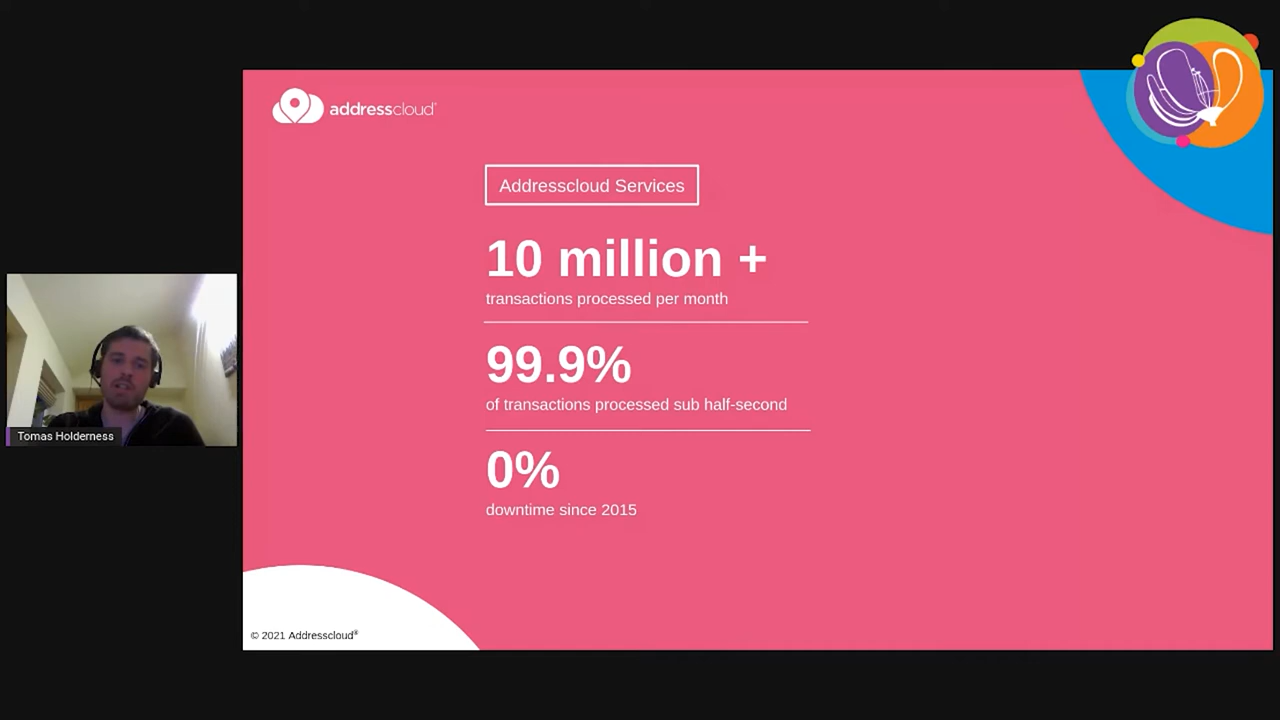 addresscloud®
Addresscloud Services
10 million +
transactions processed per month
99.9%
of transactions processed sub half-second
0%
downtime since 2015
Tomas Holderness
© 2021 Addresscloud®